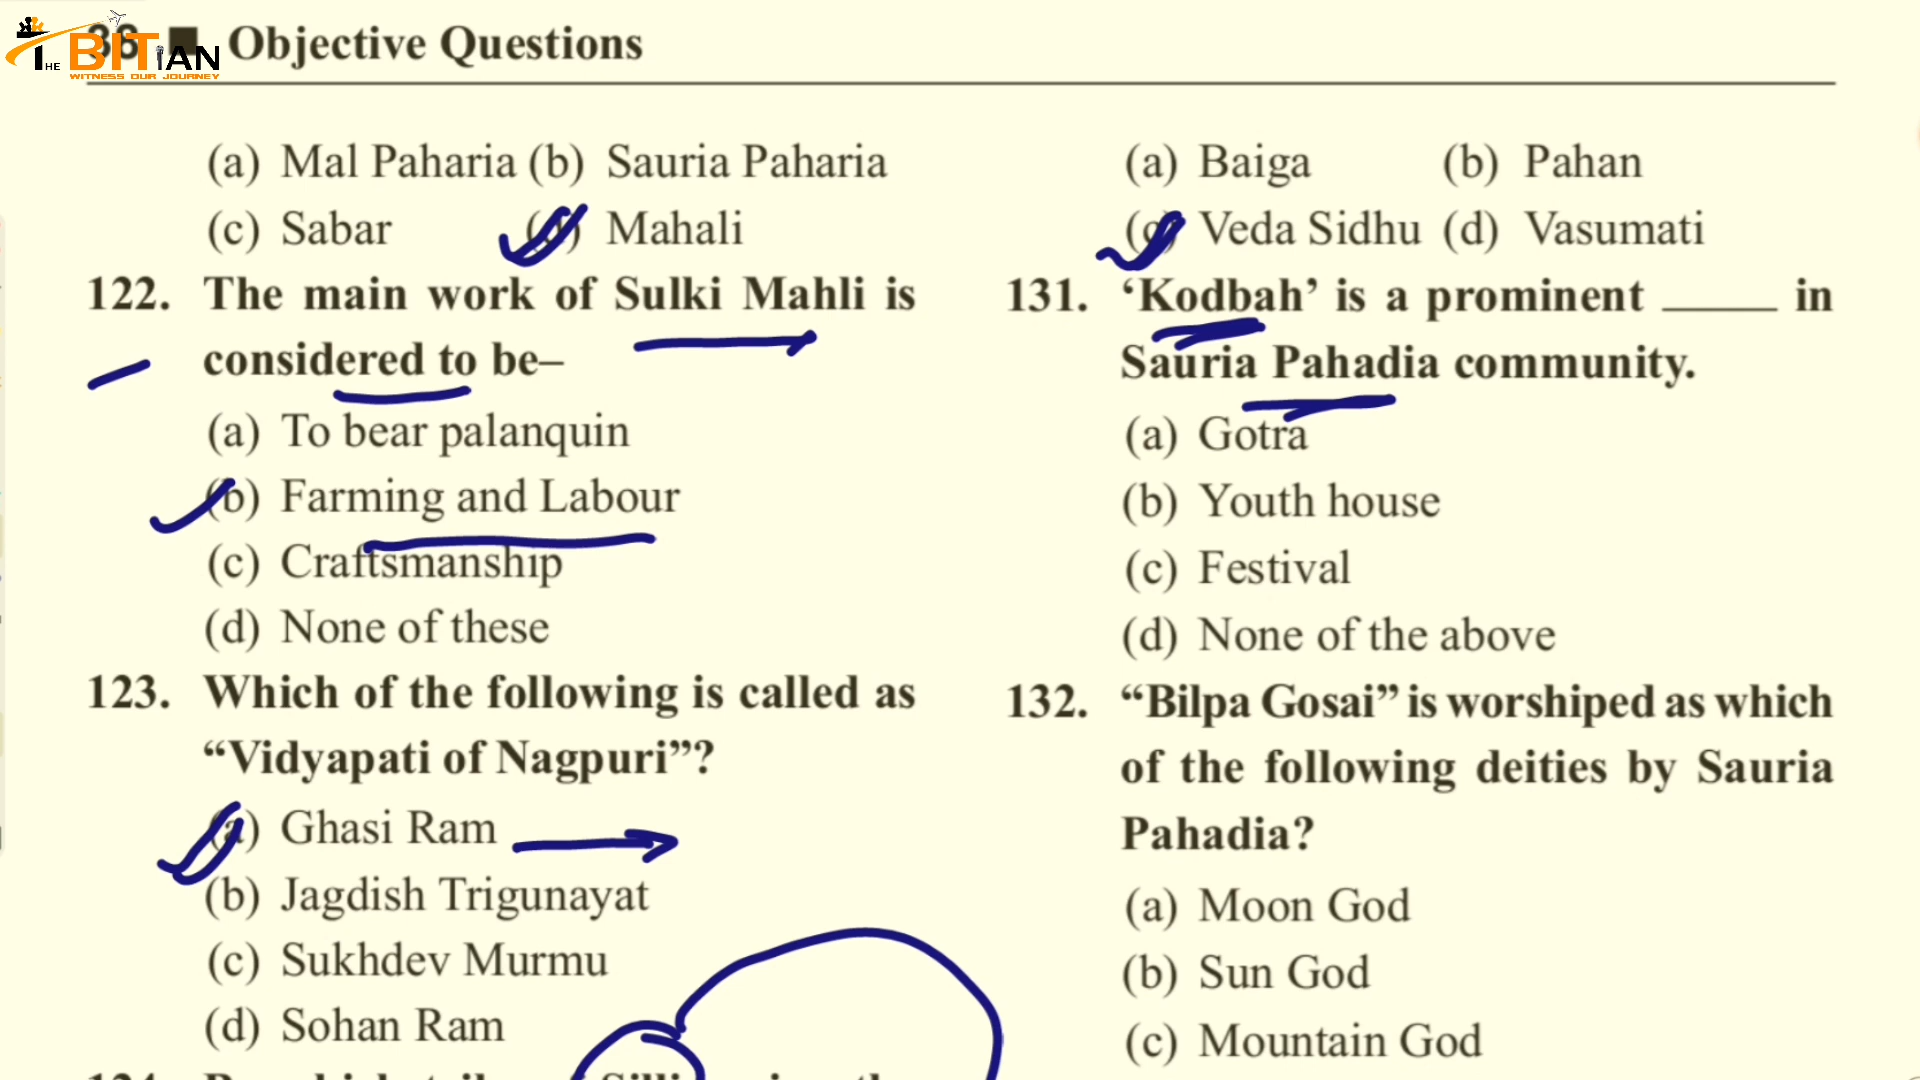 THE BITIAN
WITNESS OUR JOURNEY
Objective Questions
(a) Mal Paharia (b) Sauria Paharia
(c) Sabar (d) Mahali
122. The main work of Sulki Mahli is
considered to be–
(a) To bear palanquin
(b) Farming and Labour
(c) Craftsmanship
(d) None of these
123. Which of the following is called as
“Vidyapati of Nagpuri”?
(a) Ghasi Ram
(b) Jagdish Trigunayat
(c) Sukhdev Murmu
(d) Sohan Ram
(a) Baiga (b) Pahan
(c) Veda Sidhu (d) Vasumati
131. ‘Kodbah’ is a prominent _____ in
Sauria Pahadia community.
(a) Gotra
(b) Youth house
(c) Festival
(d) None of the above
132. “Bilpa Gosai” is worshiped as which
of the following deities by Sauria
Pahadia?
(a) Moon God
(b) Sun God
(c) Mountain God